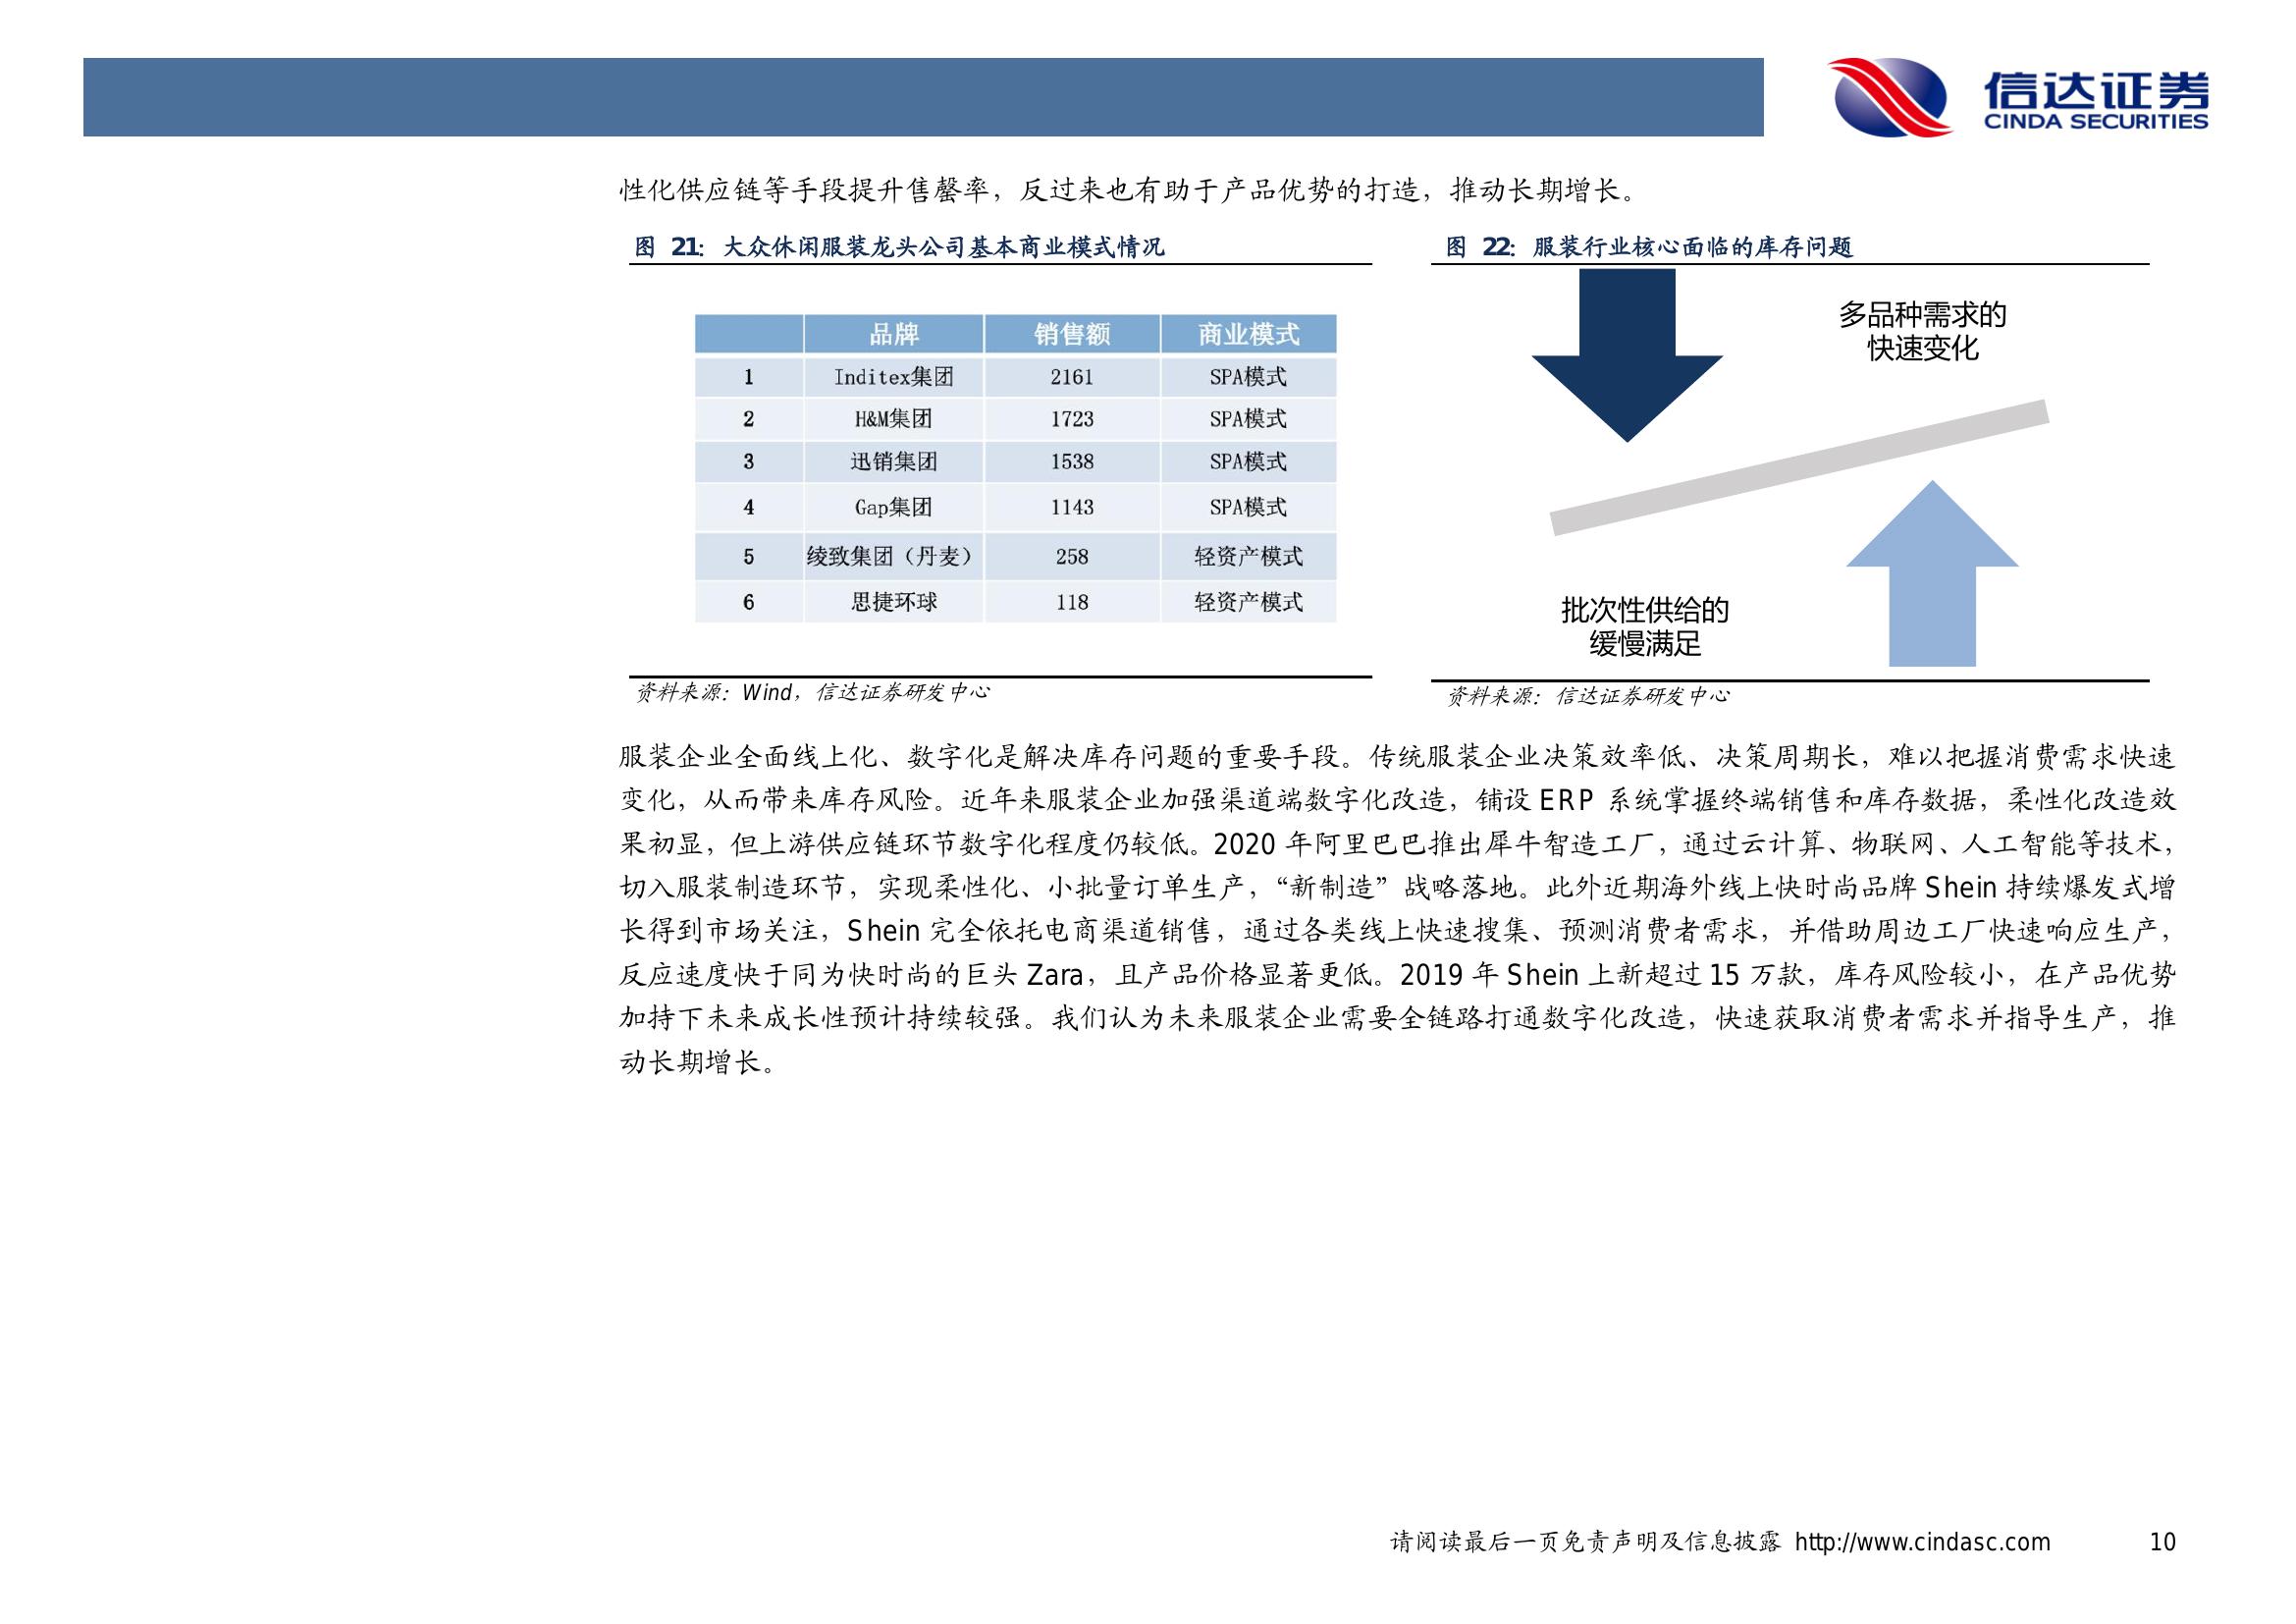 信达证券
CINDA SECURITIES
性化供应链等手段提升售罄率，反过来也有助于产品优势的打造，推动长期增长。
图 21：大众休闲服装龙头公司基本商业模式情况
品牌 销售额 商业模式
1 Inditex集团 2161 SPA模式
2 H&M集团 1723 SPA模式
3 迅销集团 1538 SPA模式
4 Gap集团 1143 SPA模式
5 绫致集团（丹麦） 258 轻资产模式
6 思捷环球 118 轻资产模式
资料来源：Wind，信达证券研发中心
图 22：服装行业核心面临的库存问题
多品种需求的
快速变化
批次性供给的
缓慢满足
资料来源：信达证券研发中心
服装企业全面线上化、数字化是解决库存问题的重要手段。传统服装企业决策效率低、决策周期长，难以把握消费需求快速
变化，从而带来库存风险。近年来服装企业加强渠道端数字化改造，铺设 ERP 系统掌握终端销售和库存数据，柔性化改造效
果初显，但上游供应链环节数字化程度仍较低。2020 年阿里巴巴推出犀牛智造工厂，通过云计算、物联网、人工智能等技术，
切入服装制造环节，实现柔性化、小批量订单生产，“新制造”战略落地。此外近期海外线上快时尚品牌 Shein 持续爆发式增
长得到市场关注，Shein 完全依托电商渠道销售，通过各类线上快速搜集、预测消费者需求，并借助周边工厂快速响应生产，
反应速度快于同为快时尚的巨头 Zara，且产品价格显著更低。2019 年 Shein 上新超过 15 万款，库存风险较小，在产品优势
加持下未来成长性预计持续较强。我们认为未来服装企业需要全链路打通数字化改造，快速获取消费者需求并指导生产，推
动长期增长。
请阅读最后一页免责声明及信息披露 http://www.cindasc.com 10